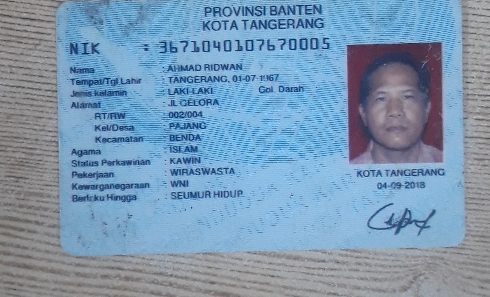 PROVINSI BANTEN
KOTA TANGERANG
NIK : 3671040107670005
Nama : AHMAD RIDWAN
Tempat/Tgl Lahir : TANGERANG, 01-07-1967
Jenis kelamin : LAKI-LAKI Gol. Darah
Alamat : JL GELORA
RT/RW : 002/004
Kel/Desa : PAJANG
Kecamatan : BENDA
Agama : ISLAM
Status Perkawinan : KAWIN
Pekerjaan : WIRASWASTA
Kewarganegaraan : WNI
Berlaku Hingga : SEUMUR HIDUP
KOTA TANGERANG
04-09-2018